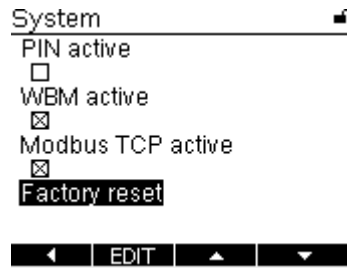 System
PIN active
WBM active
Modbus TCP active
Factory reset
EDIT